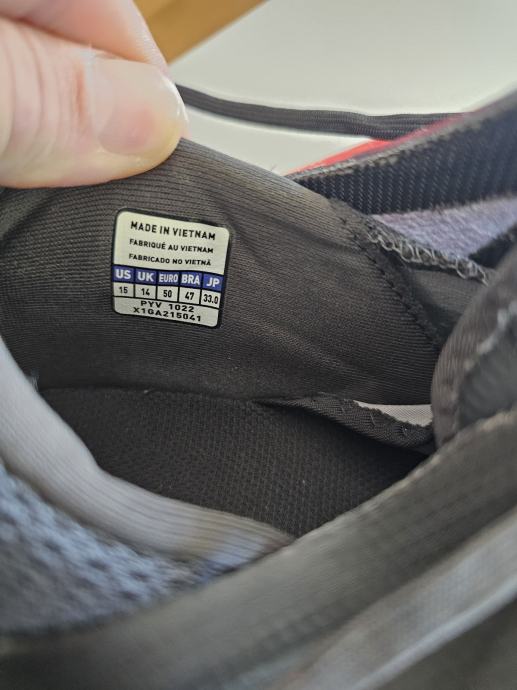 MADE IN VIETNAM
FABRIQUÉ AU VIETNAM
FABRICADO NO VIETNÃ
US UK EURO BRA JP
15 14 50 47 33.0
PYV 1022
X1GA215041